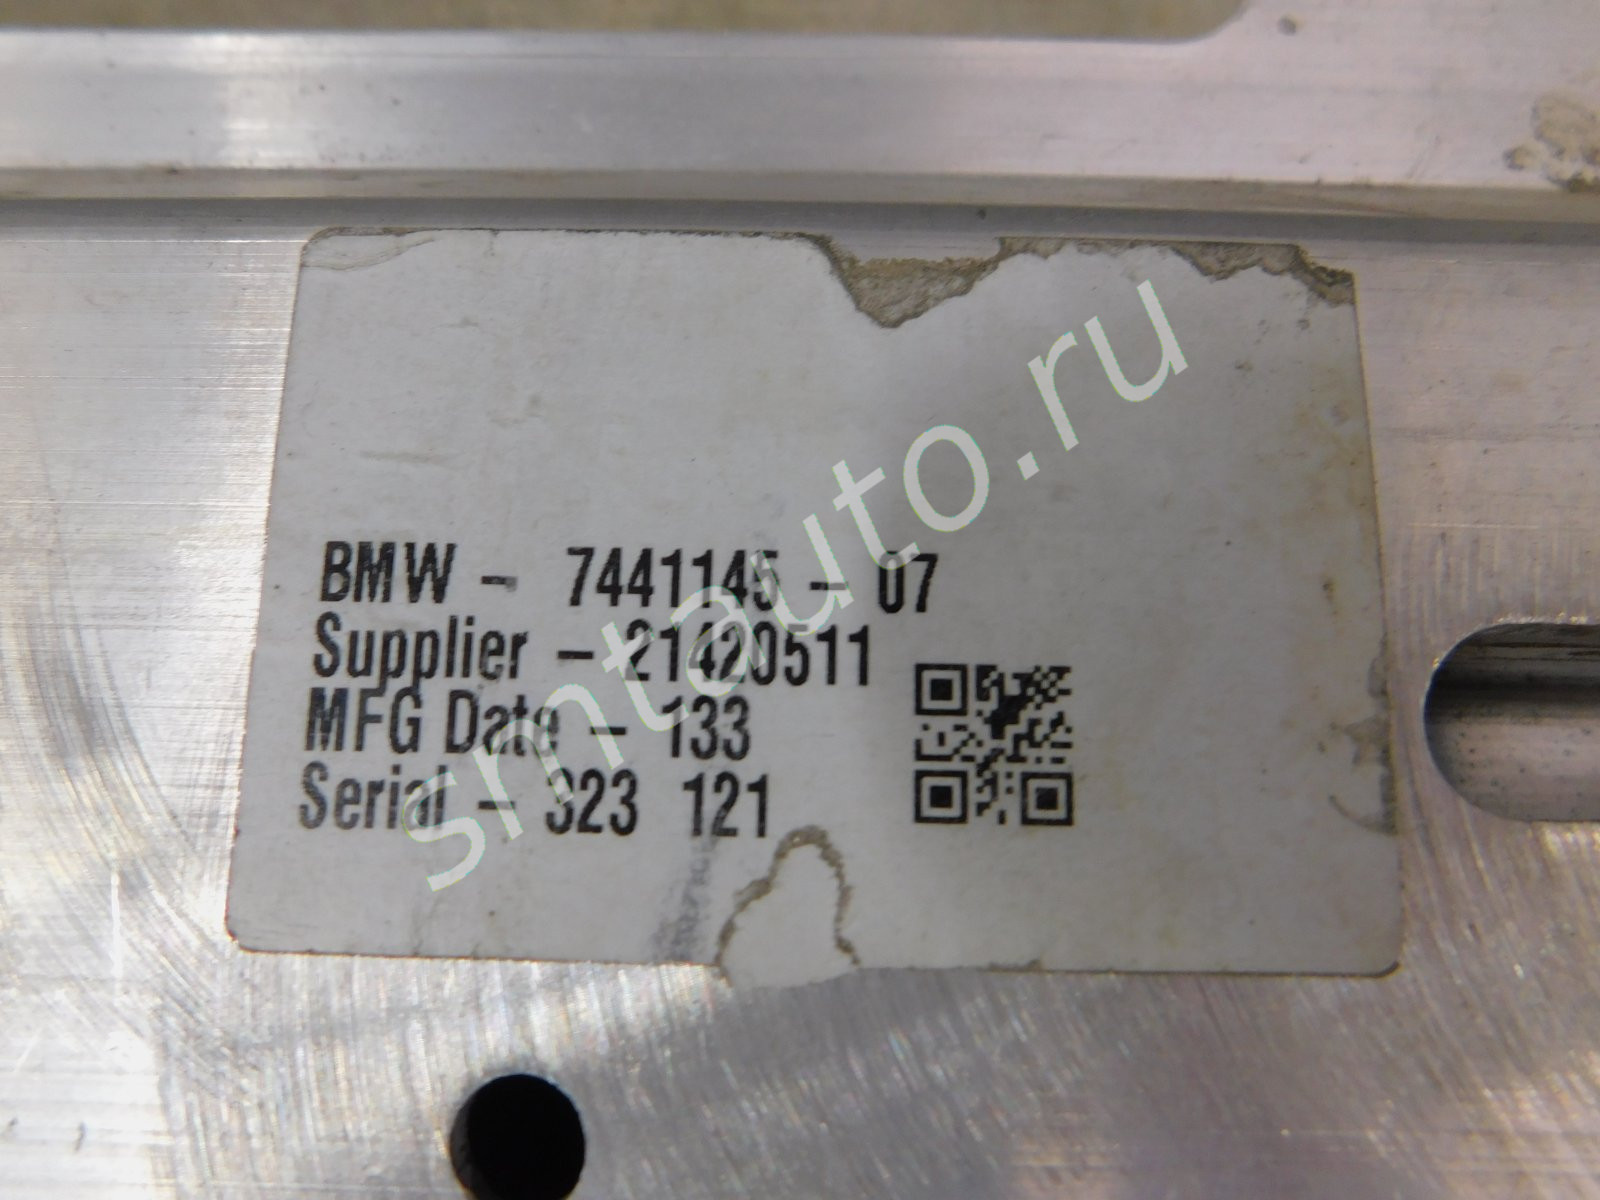 BMW - 7441145 - 07
Supplier - 21420511
MFG Date - 133
Serial - 323 121
smtauto.ru